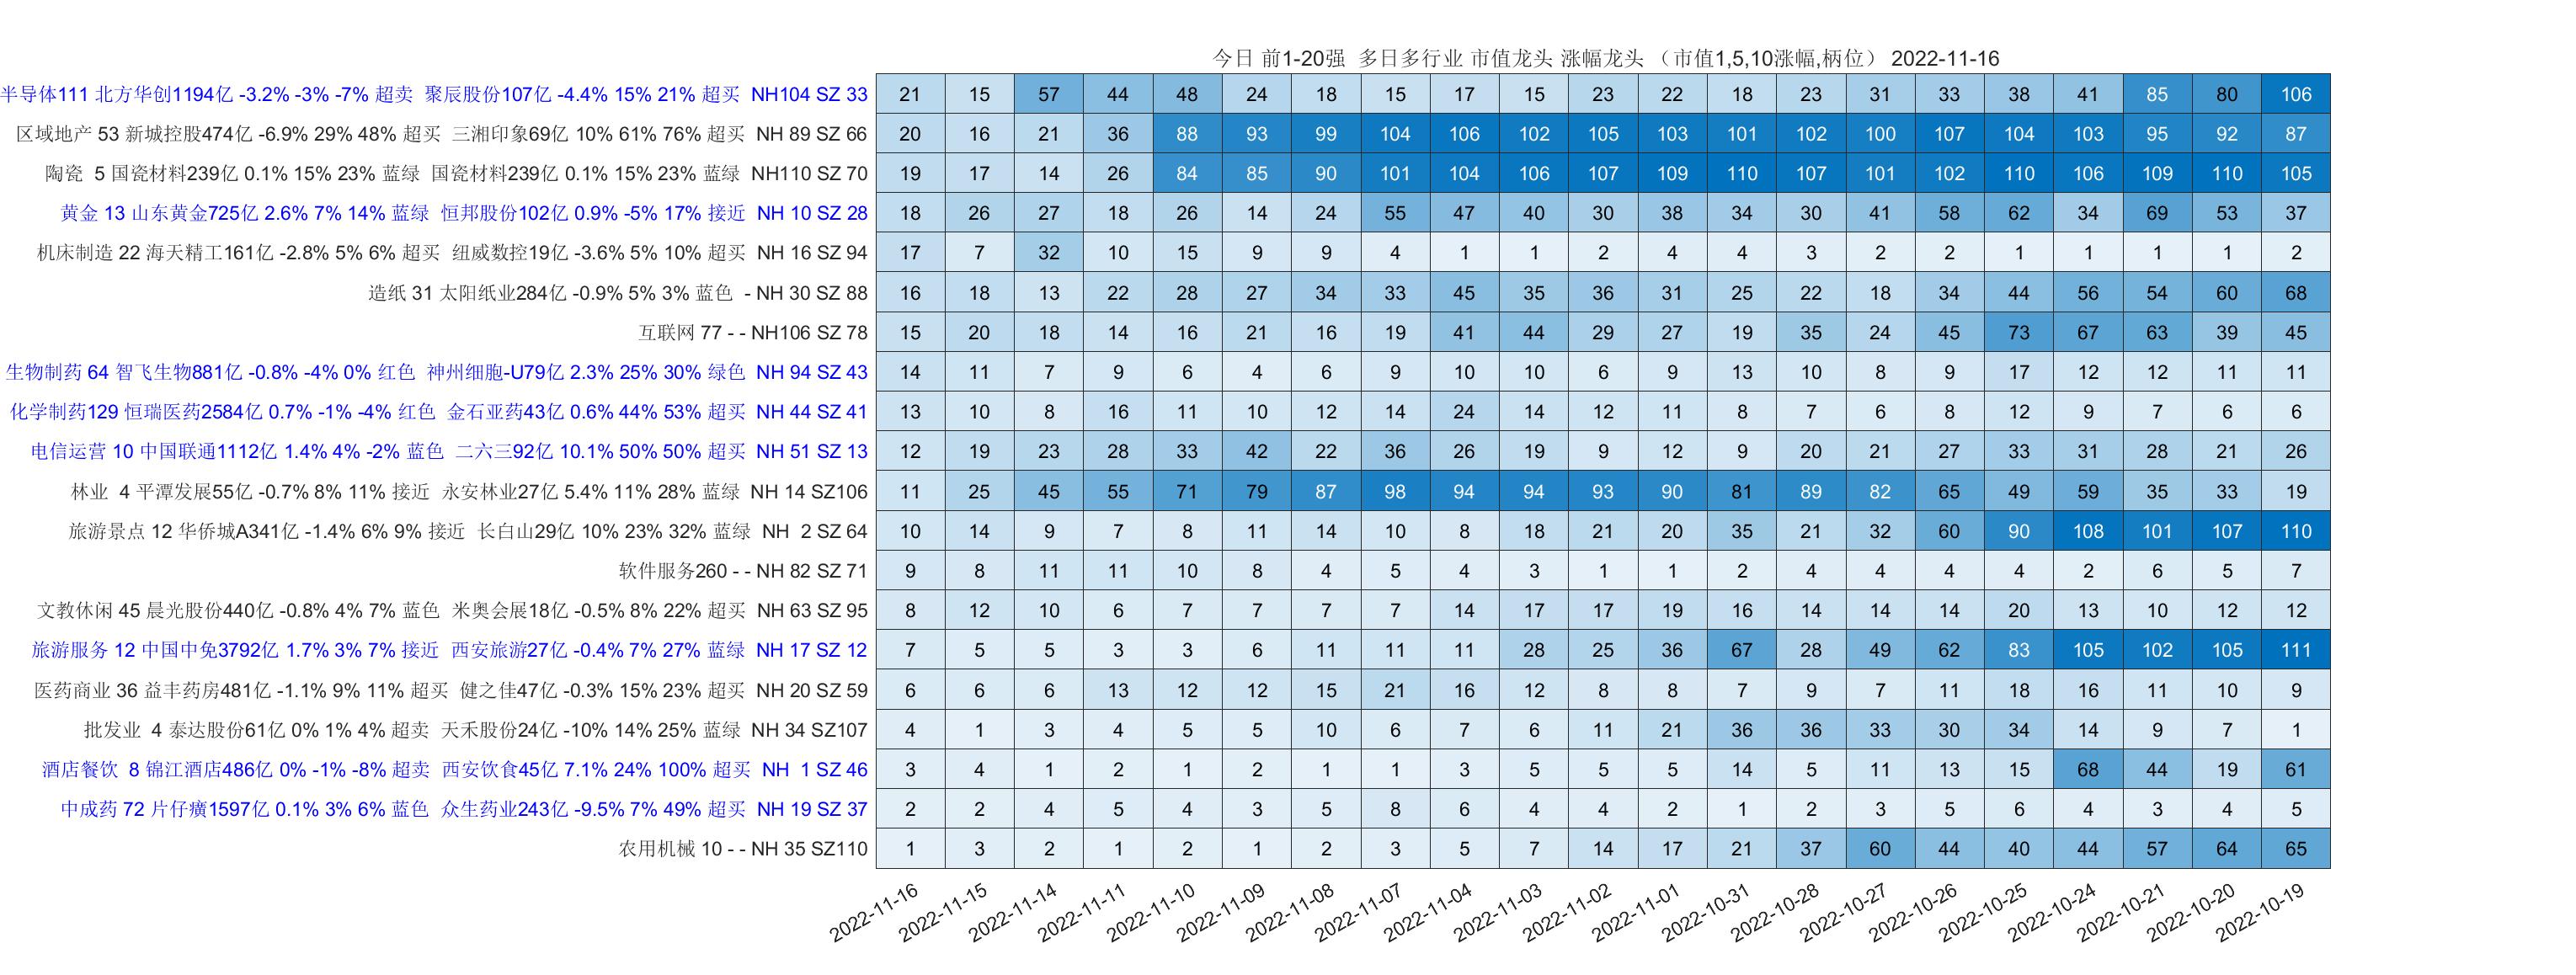 今日 前1-20强 多日多行业 市值龙头 涨幅龙头 （市值1,5,10涨幅,柄位） 2022-11-16
半导体111 北方华创1194亿 -3.2% -3% -7% 超卖 聚辰股份107亿 -4.4% 15% 21% 超买 NH104 SZ 33 21 15 57 44 48 24 18 15 17 15 23 22 18 23 31 33 38 41 85 80 106
区域地产 53 新城控股474亿 -6.9% 29% 48% 超买 三湘印象69亿 10% 61% 76% 超买 NH 89 SZ 66 20 16 21 36 88 93 99 104 106 102 105 103 101 102 100 107 104 103 95 92 87
陶瓷 5 国瓷材料239亿 0.1% 15% 23% 蓝绿 国瓷材料239亿 0.1% 15% 23% 蓝绿 NH110 SZ 70 19 17 14 26 84 85 90 101 104 106 107 109 110 107 101 102 110 106 109 110 105
黄金 13 山东黄金725亿 2.6% 7% 14% 蓝绿 恒邦股份102亿 0.9% -5% 17% 接近 NH 10 SZ 28 18 26 27 18 26 14 24 55 47 40 30 38 34 30 41 58 62 34 69 53 37
机床制造 22 海天精工161亿 -2.8% 5% 6% 超买 纽威数控19亿 -3.6% 5% 10% 超买 NH 16 SZ 94 17 7 32 10 15 9 9 4 1 1 2 4 4 3 2 2 1 1 1 1 2
造纸 31 太阳纸业284亿 -0.9% 5% 3% 蓝色 - NH 30 SZ 88 16 18 13 22 28 27 34 33 45 35 36 31 25 22 18 34 44 56 54 60 68
互联网 77 - - NH106 SZ 78 15 20 18 14 16 21 16 19 41 44 29 27 19 35 24 45 73 67 63 39 45
生物制药 64 智飞生物881亿 -0.8% -4% 0% 红色 神州细胞-U79亿 2.3% 25% 30% 绿色 NH 94 SZ 43 14 11 7 9 6 4 6 9 10 10 6 9 13 10 8 9 17 12 12 11 11
化学制药129 恒瑞医药2584亿 0.7% -1% -4% 红色 金石亚药43亿 0.6% 44% 53% 超买 NH 44 SZ 41 13 10 8 16 11 10 12 14 24 14 12 11 8 7 6 8 12 9 7 6 6
电信运营 10 中国联通1112亿 1.4% 4% -2% 蓝色 二六三92亿 10.1% 50% 50% 超买 NH 51 SZ 13 12 19 23 28 33 42 22 36 26 19 9 12 9 20 21 27 33 31 28 21 26
林业 4 平潭发展55亿 -0.7% 8% 11% 接近 永安林业27亿 5.4% 11% 28% 蓝绿 NH 14 SZ106 11 25 45 55 71 79 87 98 94 94 93 90 81 89 82 65 49 59 35 33 19
旅游景点 12 华侨城A341亿 -1.4% 6% 9% 接近 长白山29亿 10% 23% 32% 蓝绿 NH 2 SZ 64 10 14 9 7 8 11 14 10 8 18 21 20 35 21 32 60 90 108 101 107 110
软件服务260 - - NH 82 SZ 71 9 8 11 11 10 8 4 5 4 3 1 1 2 4 4 4 4 2 6 5 7
文教休闲 45 晨光股份440亿 -0.8% 4% 7% 蓝色 米奥会展18亿 -0.5% 8% 22% 超买 NH 63 SZ 95 8 12 10 6 7 7 7 7 14 17 17 19 16 14 14 14 20 13 10 12 12
旅游服务 12 中国中免3792亿 1.7% 3% 7% 接近 西安旅游27亿 -0.4% 7% 27% 蓝绿 NH 17 SZ 12 7 5 5 3 3 6 11 11 11 28 25 36 67 28 49 62 83 105 102 105 111
医药商业 36 益丰药房481亿 -1.1% 9% 11% 超买 健之佳47亿 -0.3% 15% 23% 超买 NH 20 SZ 59 6 6 6 13 12 12 15 21 16 12 8 8 7 9 7 11 18 16 11 10 9
批发业 4 泰达股份61亿 0% 1% 4% 超卖 天禾股份24亿 -10% 14% 25% 蓝绿 NH 34 SZ107 4 1 3 4 5 5 10 6 7 6 11 21 36 36 33 30 34 14 9 7 1
酒店餐饮 8 锦江酒店486亿 0% -1% -8% 超卖 西安饮食45亿 7.1% 24% 100% 超买 NH 1 SZ 46 3 4 1 2 1 2 1 1 3 5 5 5 14 5 11 13 15 68 44 19 61
中成药 72 片仔癀1597亿 0.1% 3% 6% 蓝色 众生药业243亿 -9.5% 7% 49% 超买 NH 19 SZ 37 2 2 4 5 4 3 5 8 6 4 4 2 1 2 3 5 6 4 3 4 5
农用机械 10 - - NH 35 SZ110 1 3 2 1 2 1 2 3 5 7 14 17 21 37 60 44 40 44 57 64 65
2022-11-16 2022-11-15 2022-11-14 2022-11-11 2022-11-10 2022-11-09 2022-11-08 2022-11-07 2022-11-04 2022-11-03 2022-11-02 2022-11-01 2022-10-31 2022-10-28 2022-10-27 2022-10-26 2022-10-25 2022-10-24 2022-10-21 2022-10-20 2022-10-19